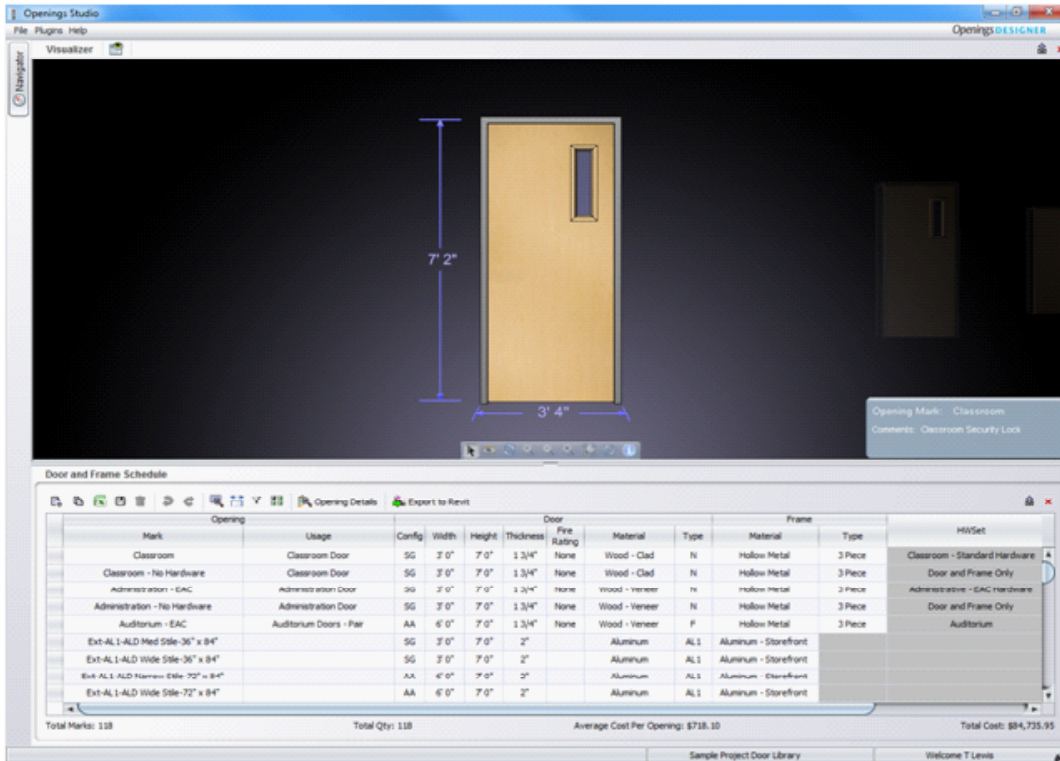 Openings Studio
File Plugins Help
Openings DESIGNER
Navigator
Visualizer
7' 2"
3' 4"
Opening Mark: Classroom
Comments: Classroom Security Lock
Door and Frame Schedule
Opening Details Export to Revit
Opening Door Frame HWSet
Mark Usage Config Width Height Thickness Fire Rating Material Type Material Type
Classroom Classroom Door SG 3' 0" 7' 0" 1 3/4" None Wood - Clad N Hollow Metal 3 Piece Classroom - Standard Hardware
Classroom - No Hardware Classroom Door SG 3' 0" 7' 0" 1 3/4" None Wood - Clad N Hollow Metal 3 Piece Door and Frame Only
Administration - EAC Administration Door SG 3' 0" 7' 0" 1 3/4" None Wood - Veneer N Hollow Metal 3 Piece Administrative - EAC Hardware
Administration - No Hardware Administration Door SG 3' 0" 7' 0" 1 3/4" None Wood - Veneer N Hollow Metal 3 Piece Door and Frame Only
Auditorium - EAC Auditorium Doors - Pair AA 6' 0" 7' 0" 1 3/4" None Wood - Veneer F Hollow Metal 3 Piece Auditorium
Ext-AL1-ALD Med Stile-36" x 84" SG 3' 0" 7' 0" 2" Aluminum AL1 Aluminum - Storefront
Ext-AL1-ALD Wide Stile-36" x 84" SG 3' 0" 7' 0" 2" Aluminum AL1 Aluminum - Storefront
Ext-AL1-ALD Narrow Stile-72" x 84" AA 6' 0" 7' 0" 2" Aluminum AL1 Aluminum - Storefront
Ext-AL1-ALD Wide Stile-72" x 84" AA 6' 0" 7' 0" 2" Aluminum AL1 Aluminum - Storefront
Total Marks: 118 Total Qty: 118 Average Cost Per Opening: $718.10 Total Cost: $84,735.95
Sample Project Door Library Welcome T Lewis